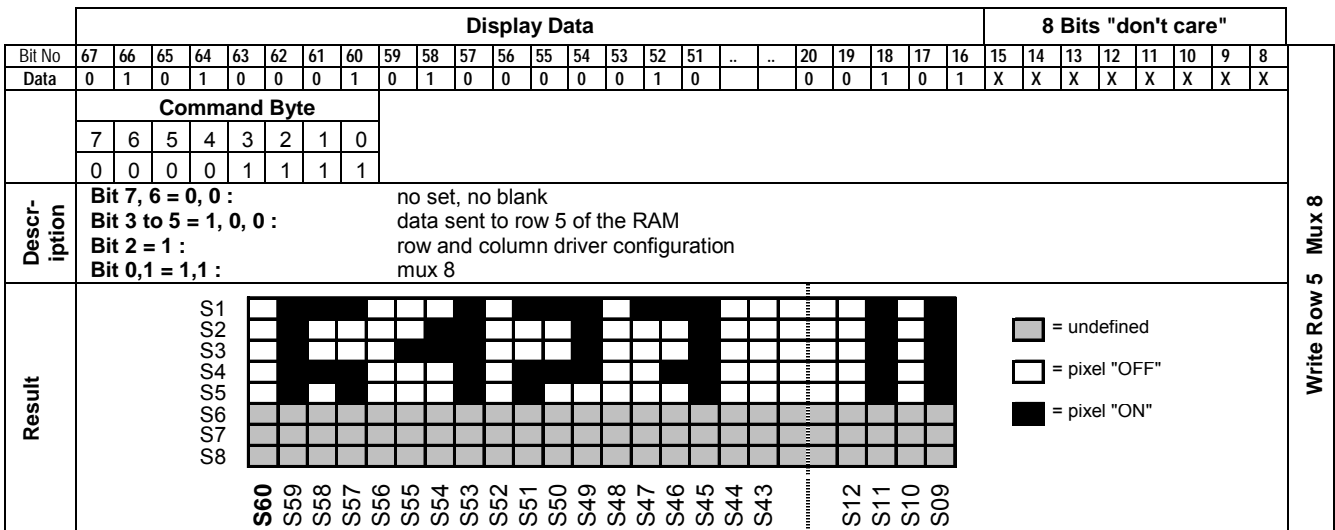 Display Data 8 Bits "don't care"
Bit No 67 66 65 64 63 62 61 60 59 58 57 56 55 54 53 52 51 .. .. 20 19 18 17 16 15 14 13 12 11 10 9 8
Data 0 1 0 1 0 0 0 1 0 1 0 0 0 0 0 1 0 0 0 1 0 1 X X X X X X X X
Command Byte
7 6 5 4 3 2 1 0
0 0 0 0 1 1 1 1
Descr-
iption
Bit 7, 6 = 0, 0 : no set, no blank
Bit 3 to 5 = 1, 0, 0 : data sent to row 5 of the RAM
Bit 2 = 1 : row and column driver configuration
Bit 0,1 = 1,1 : mux 8
Result
S1
S2
S3
S4
S5
S6
S7
S8
S60 S59 S58 S57 S56 S55 S54 S53 S52 S51 S50 S49 S48 S47 S46 S45 S44 S43 S12 S11 S10 S09
= undefined
= pixel "OFF"
= pixel "ON"
Write Row 5 Mux 8